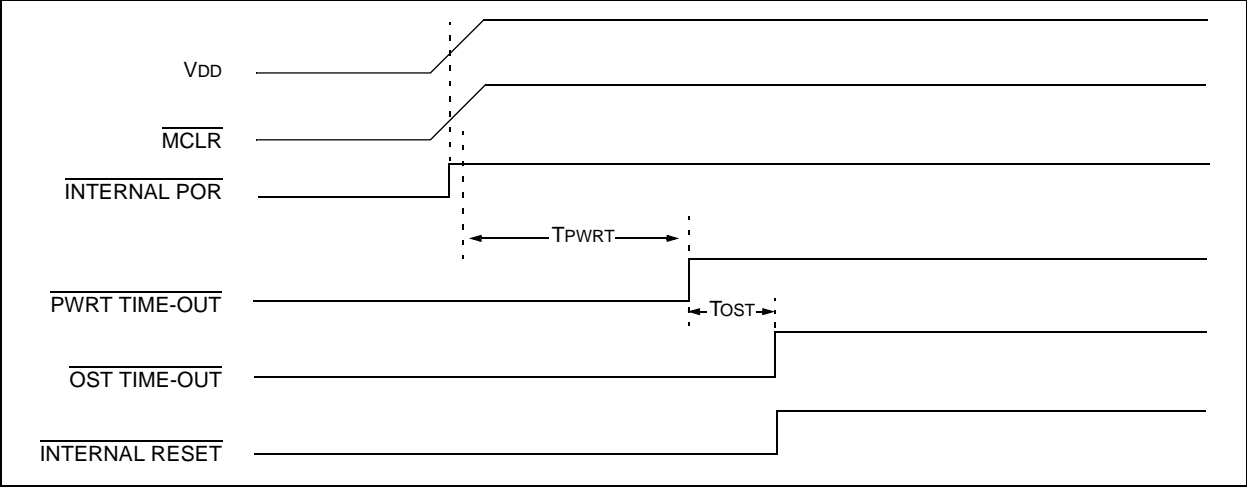 VDD
MCLR
INTERNAL POR
TPWRT
PWRT TIME-OUT
TOST
OST TIME-OUT
INTERNAL RESET